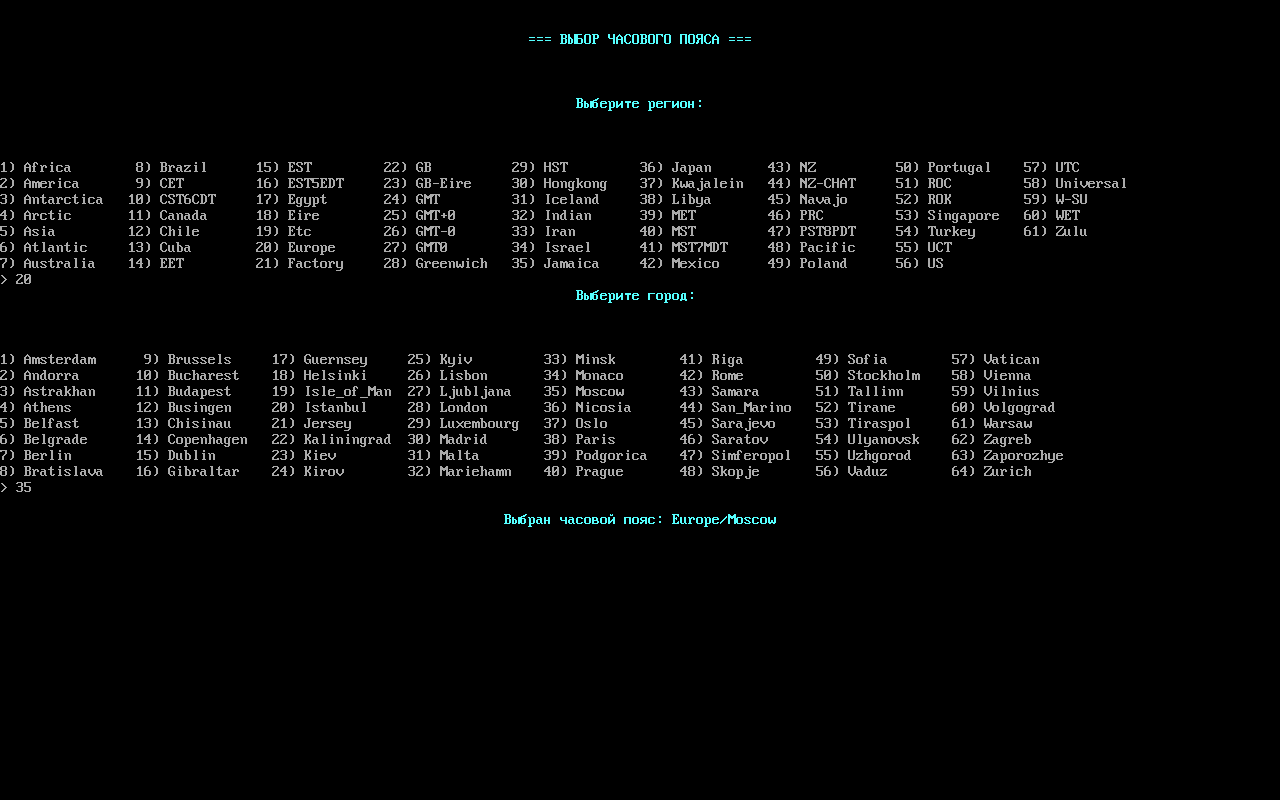 === ВЫБОР ЧАСОВОГО ПОЯСА ===
Выберите регион:
1) Africa 8) Brazil 15) EST 22) GB 29) HST 36) Japan 43) NZ 50) Portugal 57) UTC
2) America 9) CET 16) EST5EDT 23) GB-Eire 30) Hongkong 37) Kwajalein 44) NZ-CHAT 51) ROC 58) Universal
3) Antarctica 10) CST6CDT 17) Egypt 24) GMT 31) Iceland 38) Libya 45) Navajo 52) ROK 59) W-SU
4) Arctic 11) Canada 18) Eire 25) GMT+0 32) Indian 39) MET 46) PRC 53) Singapore 60) WET
5) Asia 12) Chile 19) Etc 26) GMT-0 33) Iran 40) MST 47) PST8PDT 54) Turkey 61) Zulu
6) Atlantic 13) Cuba 20) Europe 27) GMT0 34) Israel 41) MST7MDT 48) Pacific 55) UCT
7) Australia 14) EET 21) Factory 28) Greenwich 35) Jamaica 42) Mexico 49) Poland 56) US
> 20
Выберите город:
1) Amsterdam 9) Brussels 17) Guernsey 25) Kyiv 33) Minsk 41) Riga 49) Sofia 57) Vatican
2) Andorra 10) Bucharest 18) Helsinki 26) Lisbon 34) Monaco 42) Rome 50) Stockholm 58) Vienna
3) Astrakhan 11) Budapest 19) Isle_of_Man 27) Ljubljana 35) Moscow 43) Samara 51) Tallinn 59) Vilnius
4) Athens 12) Busingen 20) Istanbul 28) London 36) Nicosia 44) San_Marino 52) Tirane 60) Volgograd
5) Belfast 13) Chisinau 21) Jersey 29) Luxembourg 37) Oslo 45) Sarajevo 53) Tiraspol 61) Warsaw
6) Belgrade 14) Copenhagen 22) Kaliningrad 30) Madrid 38) Paris 46) Saratov 54) Ulyanovsk 62) Zagreb
7) Berlin 15) Dublin 23) Kiev 31) Malta 39) Podgorica 47) Simferopol 55) Uzhgorod 63) Zaporozhye
8) Bratislava 16) Gibraltar 24) Kirov 32) Mariehamn 40) Prague 48) Skopje 56) Vaduz 64) Zurich
> 35
Выбран часовой пояс: Europe/Moscow